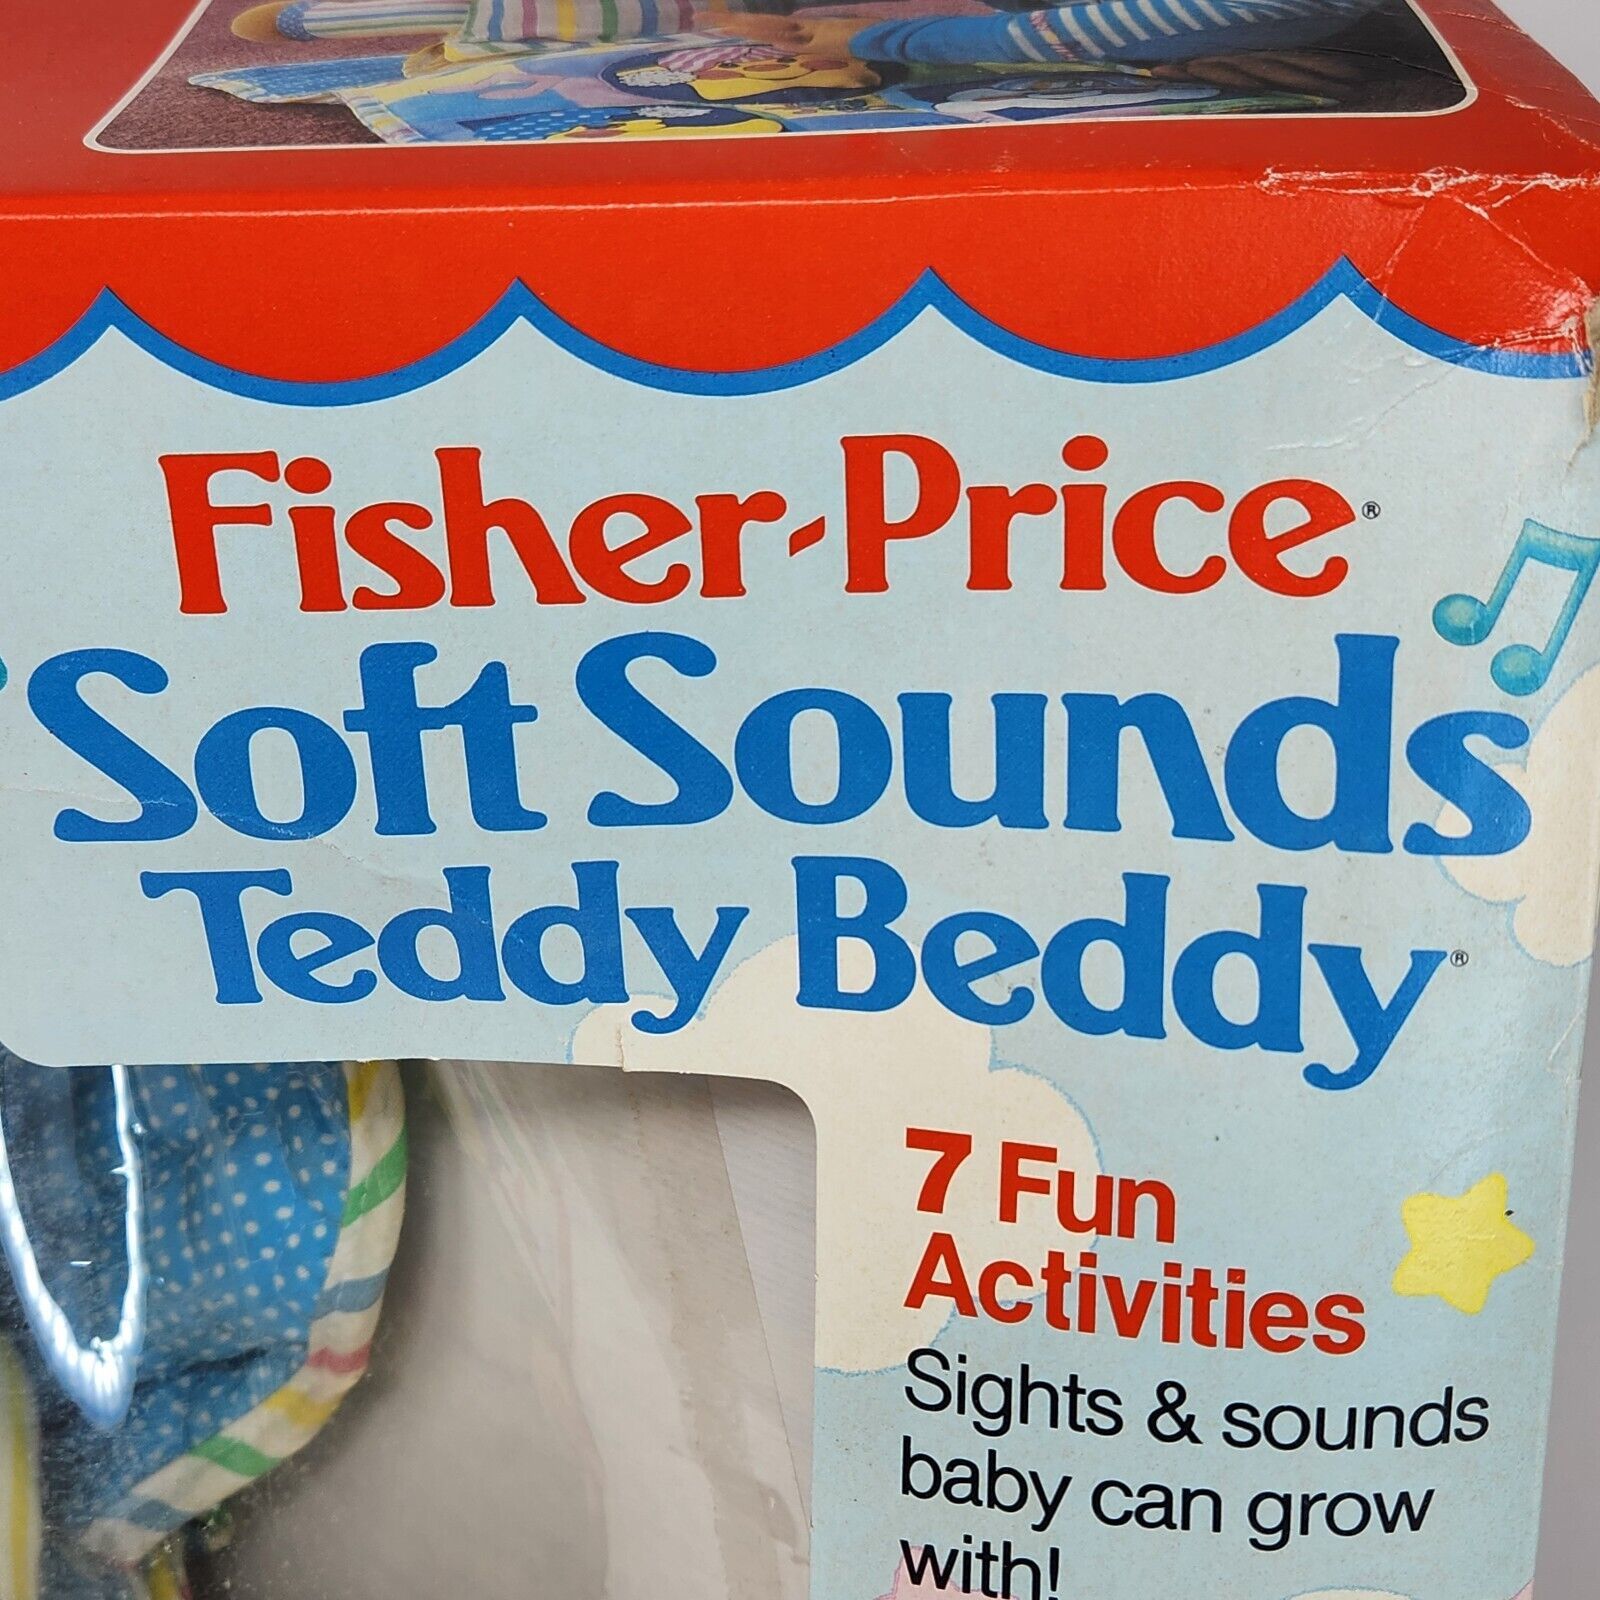 Fisher-Price®
Soft Sounds
Teddy Beddy®
7 Fun
Activities
Sights & sounds
baby can grow
with!